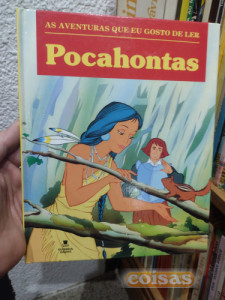 AS AVENTURAS QUE EU GOSTO DE LER
Pocahontas
coisas